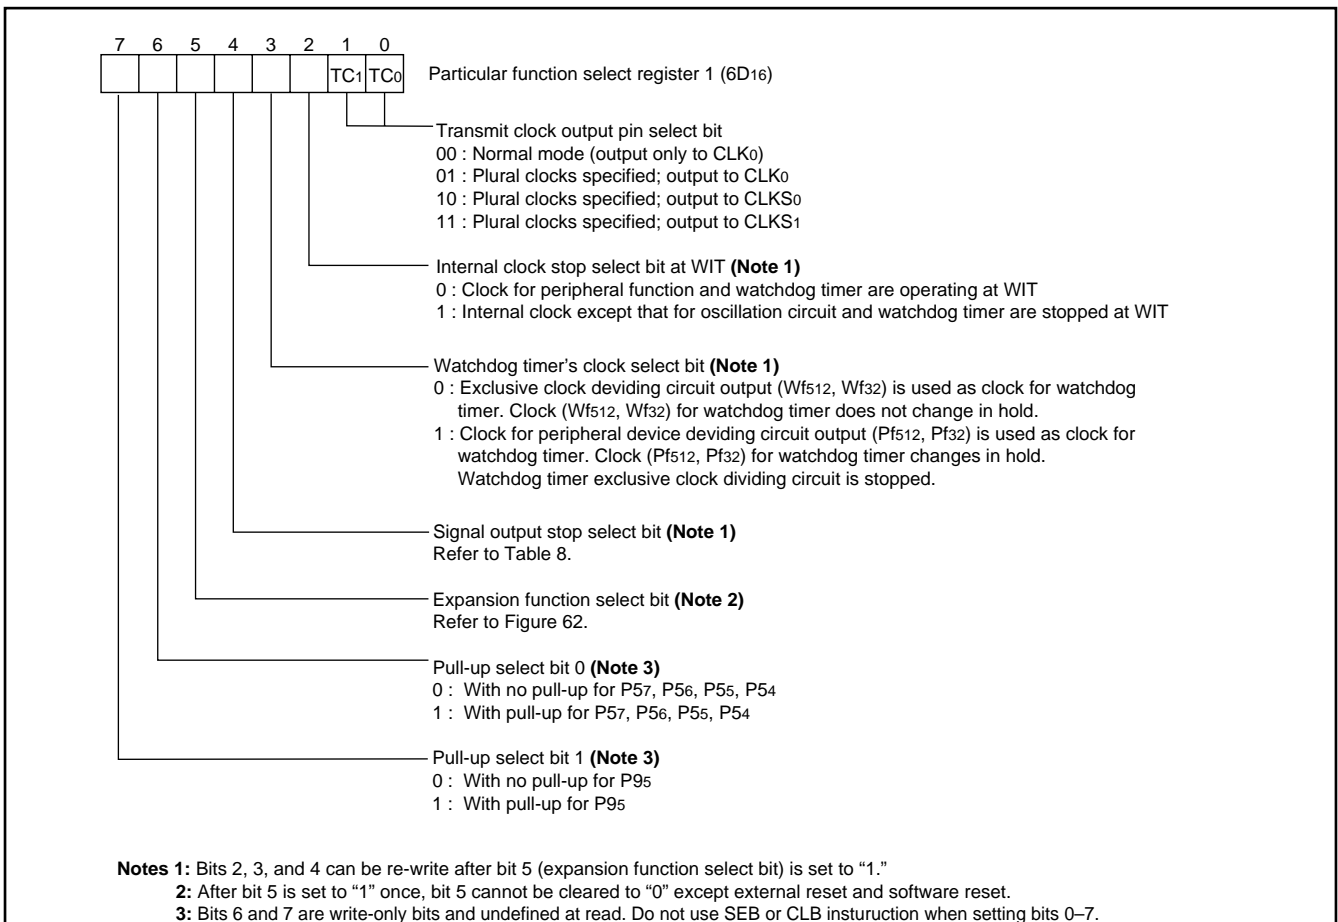 7 6 5 4 3 2 1 0
TC1 TC0 Particular function select register 1 (6D16)
Transmit clock output pin select bit
00 : Normal mode (output only to CLK0)
01 : Plural clocks specified; output to CLK0
10 : Plural clocks specified; output to CLKS0
11 : Plural clocks specified; output to CLKS1
Internal clock stop select bit at WIT (Note 1)
0 : Clock for peripheral function and watchdog timer are operating at WIT
1 : Internal clock except that for oscillation circuit and watchdog timer are stopped at WIT
Watchdog timer’s clock select bit (Note 1)
0 : Exclusive clock deviding circuit output (Wf512, Wf32) is used as clock for watchdog
timer. Clock (Wf512, Wf32) for watchdog timer does not change in hold.
1 : Clock for peripheral device deviding circuit output (Pf512, Pf32) is used as clock for
watchdog timer. Clock (Pf512, Pf32) for watchdog timer changes in hold.
Watchdog timer exclusive clock dividing circuit is stopped.
Signal output stop select bit (Note 1)
Refer to Table 8.
Expansion function select bit (Note 2)
Refer to Figure 62.
Pull-up select bit 0 (Note 3)
0 : With no pull-up for P57, P56, P55, P54
1 : With pull-up for P57, P56, P55, P54
Pull-up select bit 1 (Note 3)
0 : With no pull-up for P95
1 : With pull-up for P95
Notes 1: Bits 2, 3, and 4 can be re-write after bit 5 (expansion function select bit) is set to “1.”
2: After bit 5 is set to “1” once, bit 5 cannot be cleared to “0” except external reset and software reset.
3: Bits 6 and 7 are write-only bits and undefined at read. Do not use SEB or CLB insturuction when setting bits 0–7.